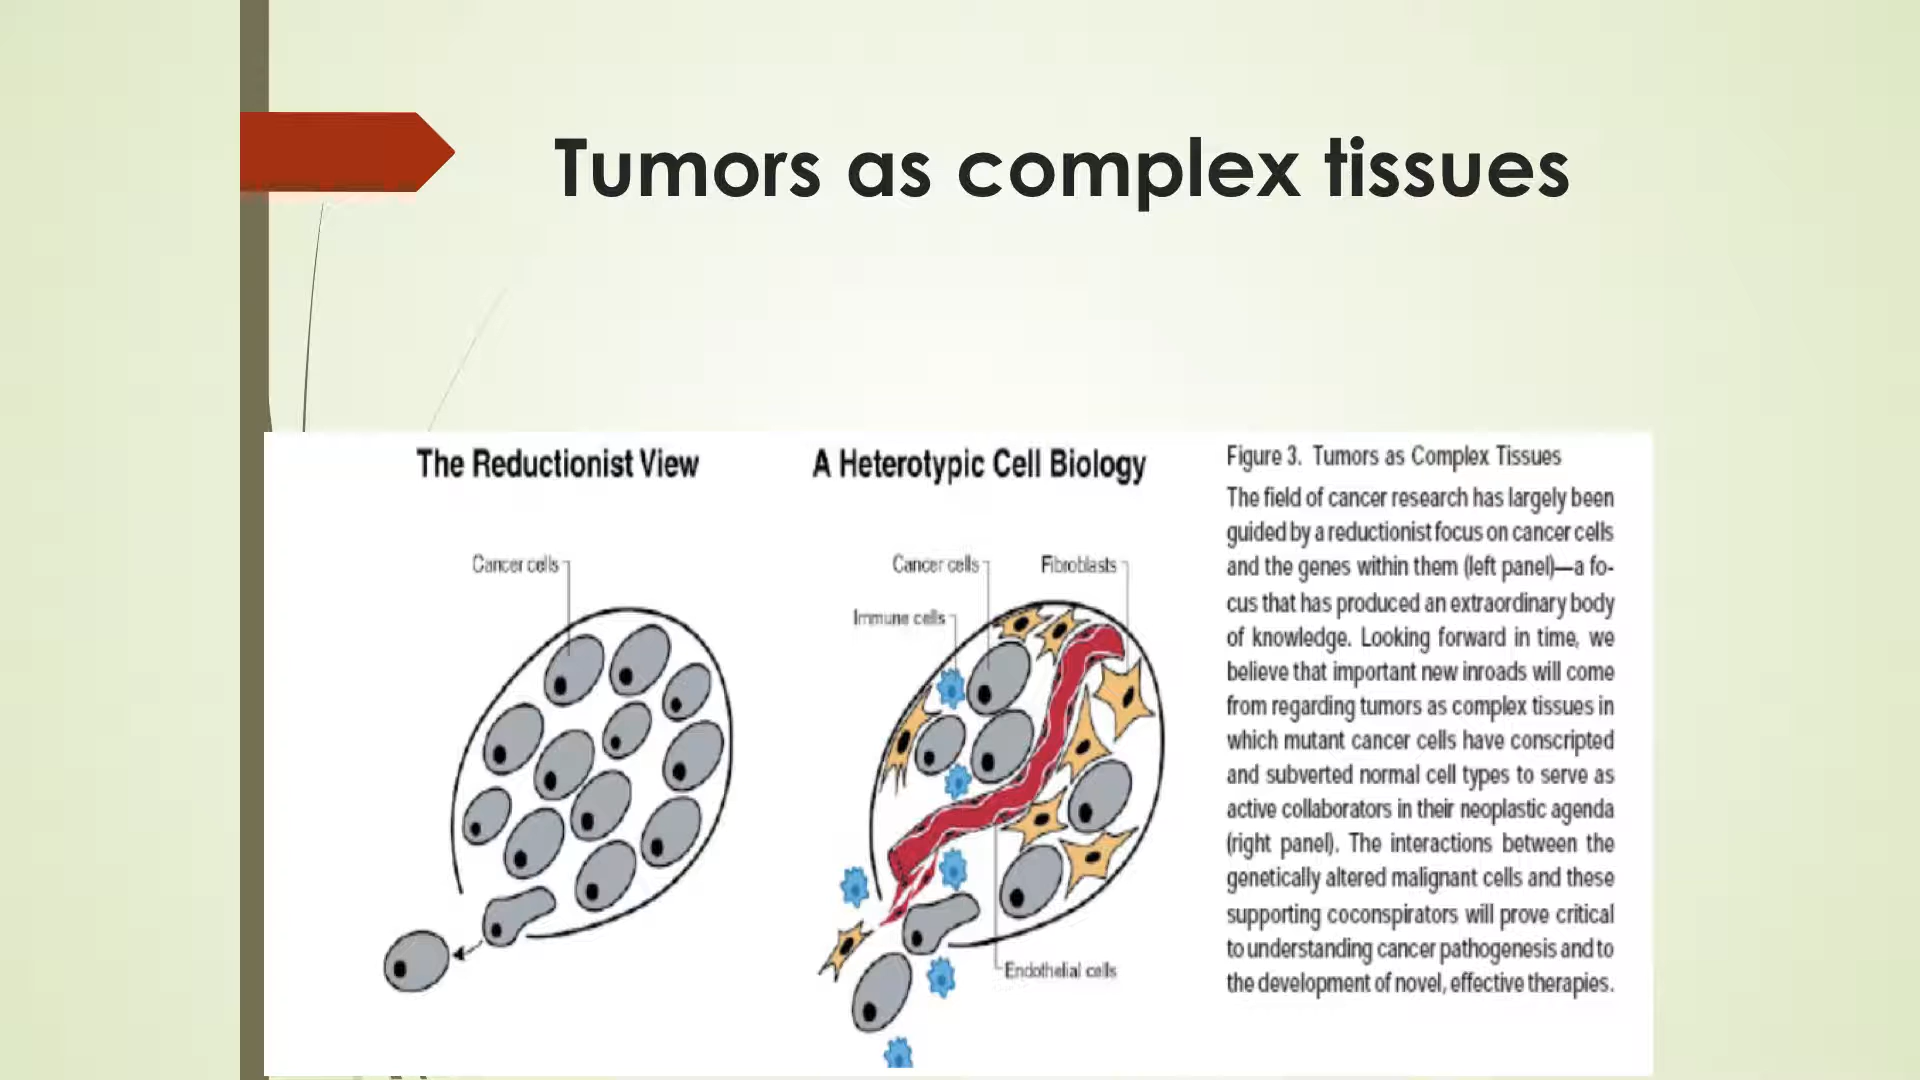 Tumors as complex tissues
The Reductionist View
Cancer cells
A Heterotypic Cell Biology
Cancer cells
Fibroblasts
Immune cells
Endothelial cells
Figure 3. Tumors as Complex Tissues
The field of cancer research has largely been
guided by a reductionist focus on cancer cells
and the genes within them (left panel)—a fo-
cus that has produced an extraordinary body
of knowledge. Looking forward in time, we
believe that important new inroads will come
from regarding tumors as complex tissues in
which mutant cancer cells have conscripted
and subverted normal cell types to serve as
active collaborators in their neoplastic agenda
(right panel). The interactions between the
genetically altered malignant cells and these
supporting coconspirators will prove critical
to understanding cancer pathogenesis and to
the development of novel, effective therapies.